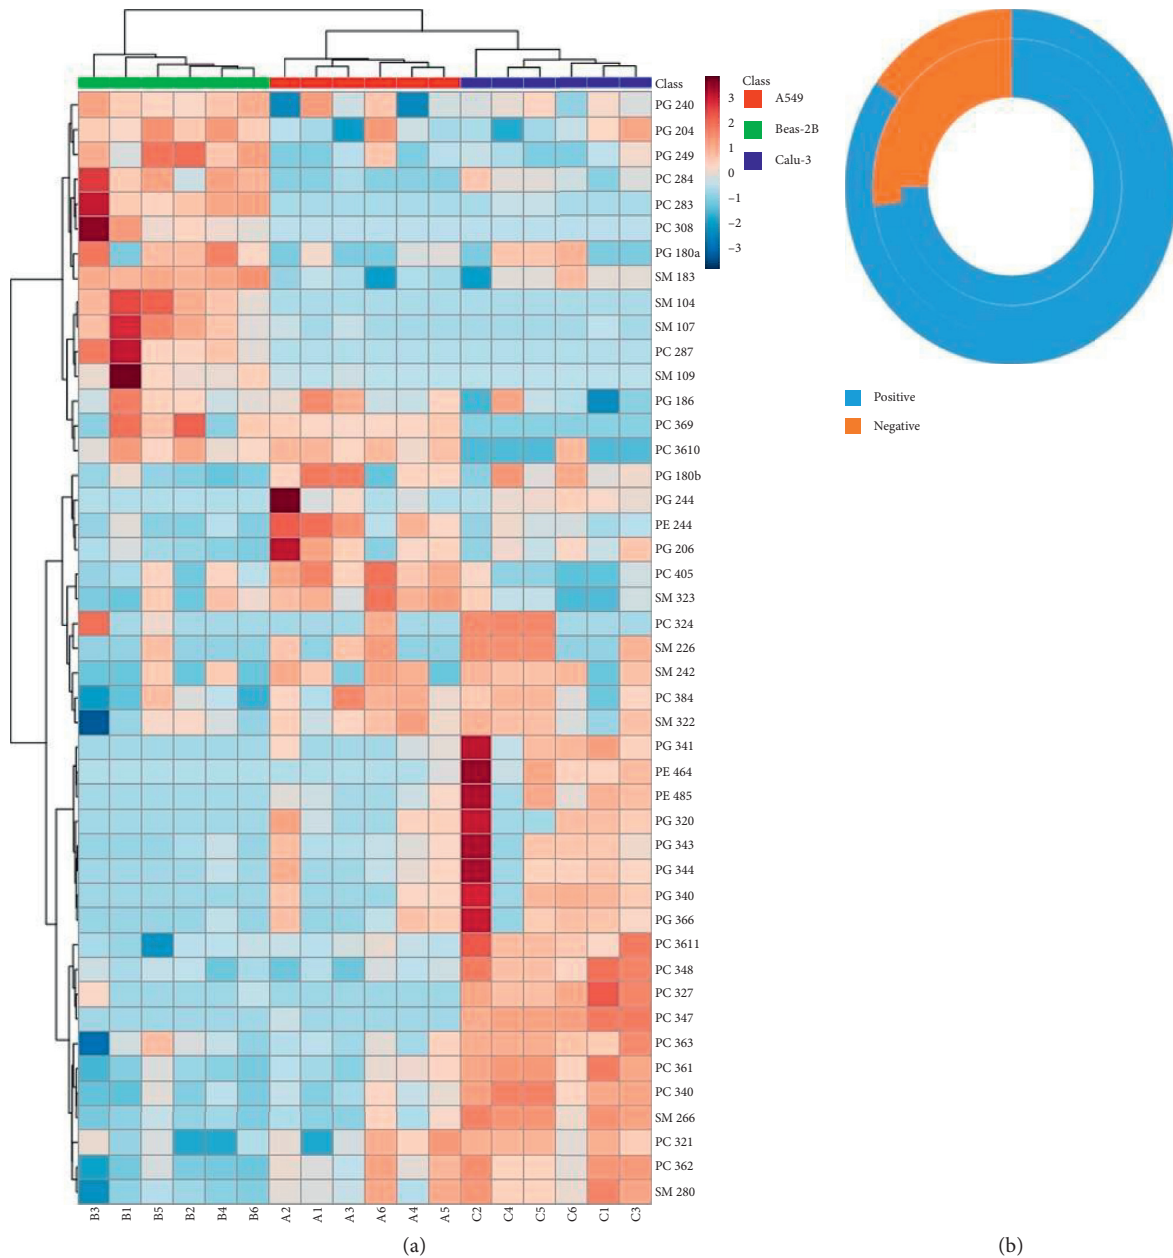 Class
PG 240
PG 204
PG 249
PC 284
PC 283
PC 308
PG 180a
SM 183
SM 104
SM 107
PC 287
SM 109
PG 186
PC 369
PC 3610
PG 180b
PG 244
PE 244
PG 206
PC 405
SM 323
PC 324
SM 226
SM 242
PC 384
SM 322
PG 341
PE 464
PE 485
PG 320
PG 343
PG 344
PG 340
PG 366
PC 3611
PC 348
PC 327
PC 347
PC 363
PC 361
PC 340
SM 266
PC 321
PC 362
SM 280
B3 B1 B5 B2 B4 B6 A2 A1 A3 A6 A4 A5 C2 C4 C5 C6 C1 C3
3
2
1
0
–1
–2
–3
Class
A549
Beas-2B
Calu-3
(a)
Positive
Negative
(b)